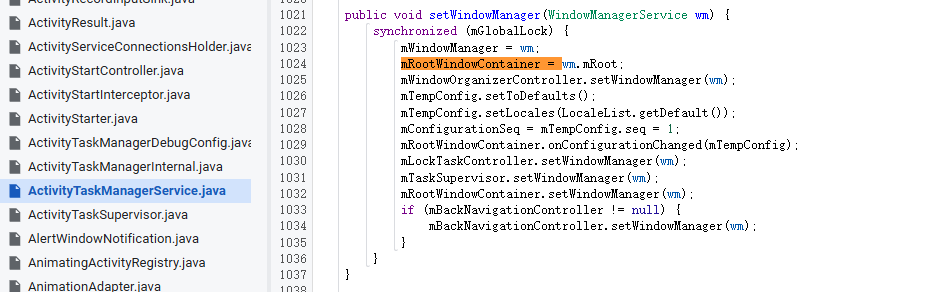 ActivityRecordInputSink.java
ActivityResult.java
ActivityServiceConnectionsHolder.java
ActivityStartController.java
ActivityStartInterceptor.java
ActivityStarter.java
ActivityTaskManagerDebugConfig.java
ActivityTaskManagerInternal.java
ActivityTaskManagerService.java
ActivityTaskSupervisor.java
AlertWindowNotification.java
AnimatingActivityRegistry.java
AnimationAdapter.java
1020
1021 public void setWindowManager(WindowManagerService wm) {
1022 synchronized (mGlobalLock) {
1023 mWindowManager = wm;
1024 mRootWindowContainer = wm.mRoot;
1025 mWindowOrganizerController.setWindowManager(wm);
1026 mTempConfig.setToDefaults();
1027 mTempConfig.setLocales(LocaleList.getDefault());
1028 mConfigurationSeq = mTempConfig.seq = 1;
1029 mRootWindowContainer.onConfigurationChanged(mTempConfig);
1030 mLockTaskController.setWindowManager(wm);
1031 mTaskSupervisor.setWindowManager(wm);
1032 mRootWindowContainer.setWindowManager(wm);
1033 if (mBackNavigationController != null) {
1034 mBackNavigationController.setWindowManager(wm);
1035 }
1036 }
1037 }
1038